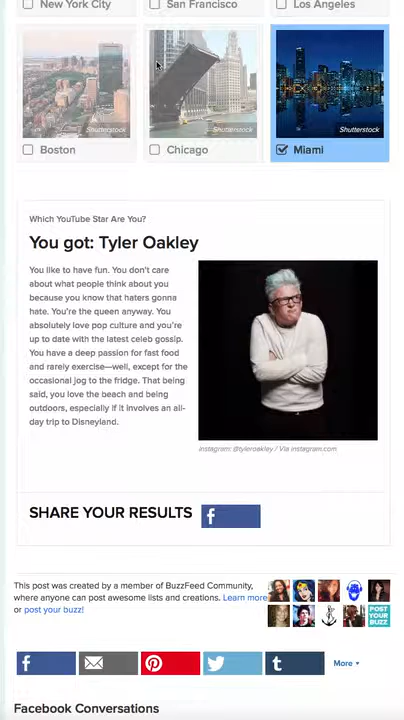 New York City
San Francisco
Los Angeles
Shutterstock
Shutterstock
Shutterstock
Boston
Chicago
Miami
Which YouTube Star Are You?
You got: Tyler Oakley
You like to have fun. You don't care
about what people think about you
because you know that haters gonna
hate. You're the queen anyway. You
absolutely love pop culture and you're
up to date with the latest celeb gossip.
You have a deep passion for fast food
and rarely exercise—well, except for the
occasional jog to the fridge. That being
said, you love the beach and being
outdoors, especially if it involves an all-
day trip to Disneyland.
Instagram: @tyleroakley / Via instagram.com
SHARE YOUR RESULTS
f
This post was created by a member of BuzzFeed Community,
where anyone can post awesome lists and creations. Learn more
or post your buzz!
POST
YOUR
BUZZ
f
t
More
Facebook Conversations